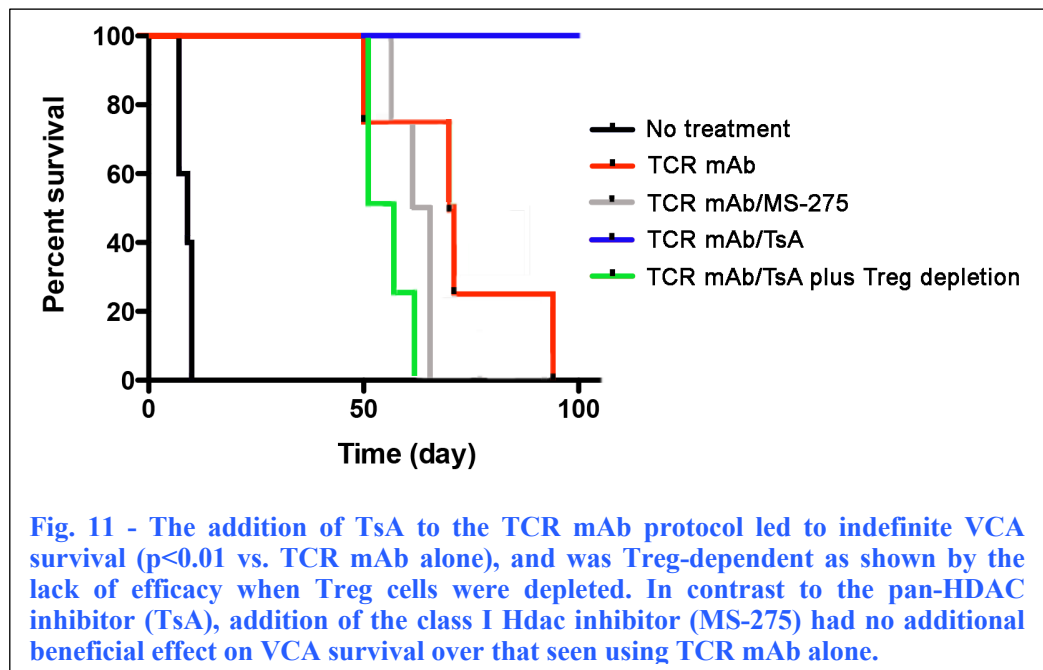 100
80
60
40
20
0
Percent survival
0
50
100
Time (day)
No treatment
TCR mAb
TCR mAb/MS-275
TCR mAb/TsA
TCR mAb/TsA plus Treg depletion
Fig. 11 - The addition of TsA to the TCR mAb protocol led to indefinite VCA
survival (p<0.01 vs. TCR mAb alone), and was Treg-dependent as shown by the
lack of efficacy when Treg cells were depleted. In contrast to the pan-HDAC
inhibitor (TsA), addition of the class I Hdac inhibitor (MS-275) had no additional
beneficial effect on VCA survival over that seen using TCR mAb alone.